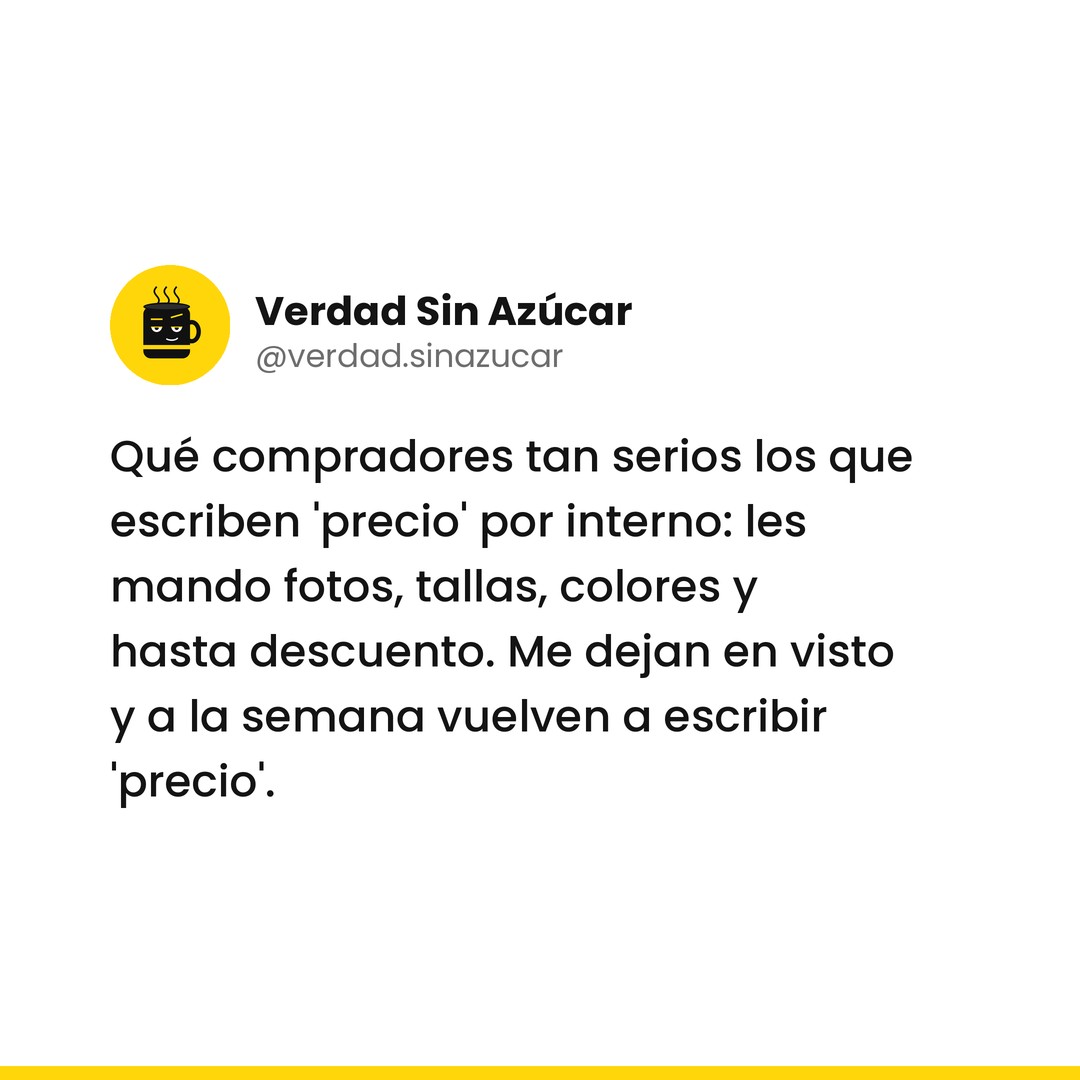 Verdad Sin Azúcar
@verdad.sinazucar
Qué compradores tan serios los que
escriben 'precio' por interno: les
mando fotos, tallas, colores y
hasta descuento. Me dejan en visto
y a la semana vuelven a escribir
'precio'.